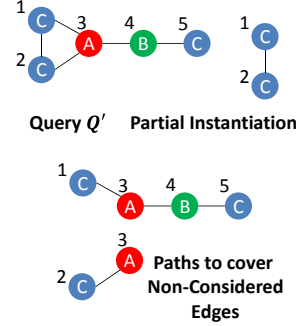 1 3 4 5 1
C A B C C
2 2
C C
Query Q′ Partial Instantiation
1 3 4 5
C A B C
3
2 A Paths to cover
C Non-Considered
Edges